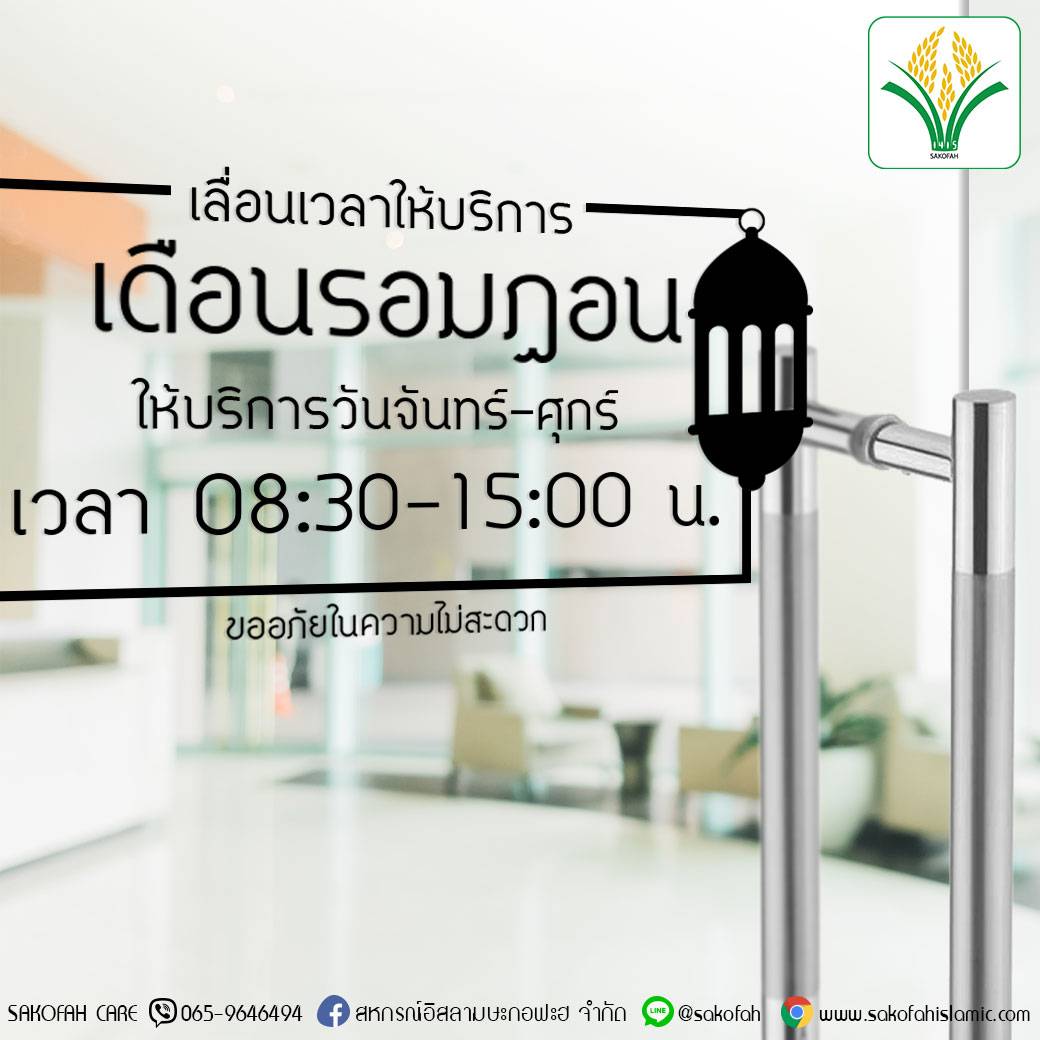 SAKOFAH
เลื่อนเวลาให้บริการ
เดือนรอมฎอน
ให้บริการวันจันทร์-ศุกร์
เวลา 08:30-15:00 น.
ขออภัยในความไม่สะดวก
SAKOFAH CARE 065-9646494 สหกรณ์อิสลามษะกอฟะฮ จำกัด LINE @sakofah www.sakofahislamic.com